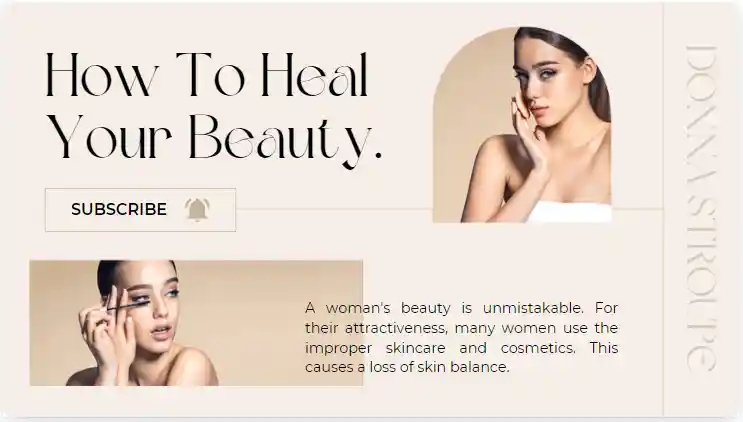 How To Heal
Your Beauty.
SUBSCRIBE
A woman's beauty is unmistakable. For
their attractiveness, many women use the
improper skincare and cosmetics. This
causes a loss of skin balance.
DONNA STROUPE